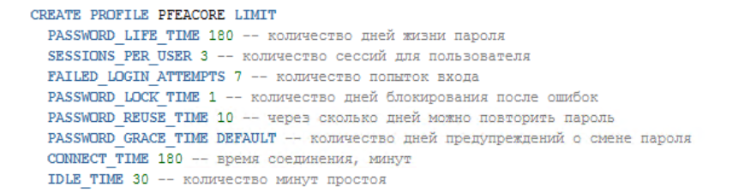 CREATE PROFILE PFEACORE LIMIT
PASSWORD_LIFE_TIME 180 -- количество дней жизни пароля
SESSIONS_PER_USER 3 -- количество сессий для пользователя
FAILED_LOGIN_ATTEMPTS 7 -- количество попыток входа
PASSWORD_LOCK_TIME 1 -- количество дней блокирования после ошибок
PASSWORD_REUSE_TIME 10 -- через сколько дней можно повторить пароль
PASSWORD_GRACE_TIME DEFAULT -- количество дней предупреждений о смене пароля
CONNECT_TIME 180 -- время соединения, минут
IDLE_TIME 30 -- количество минут простоя